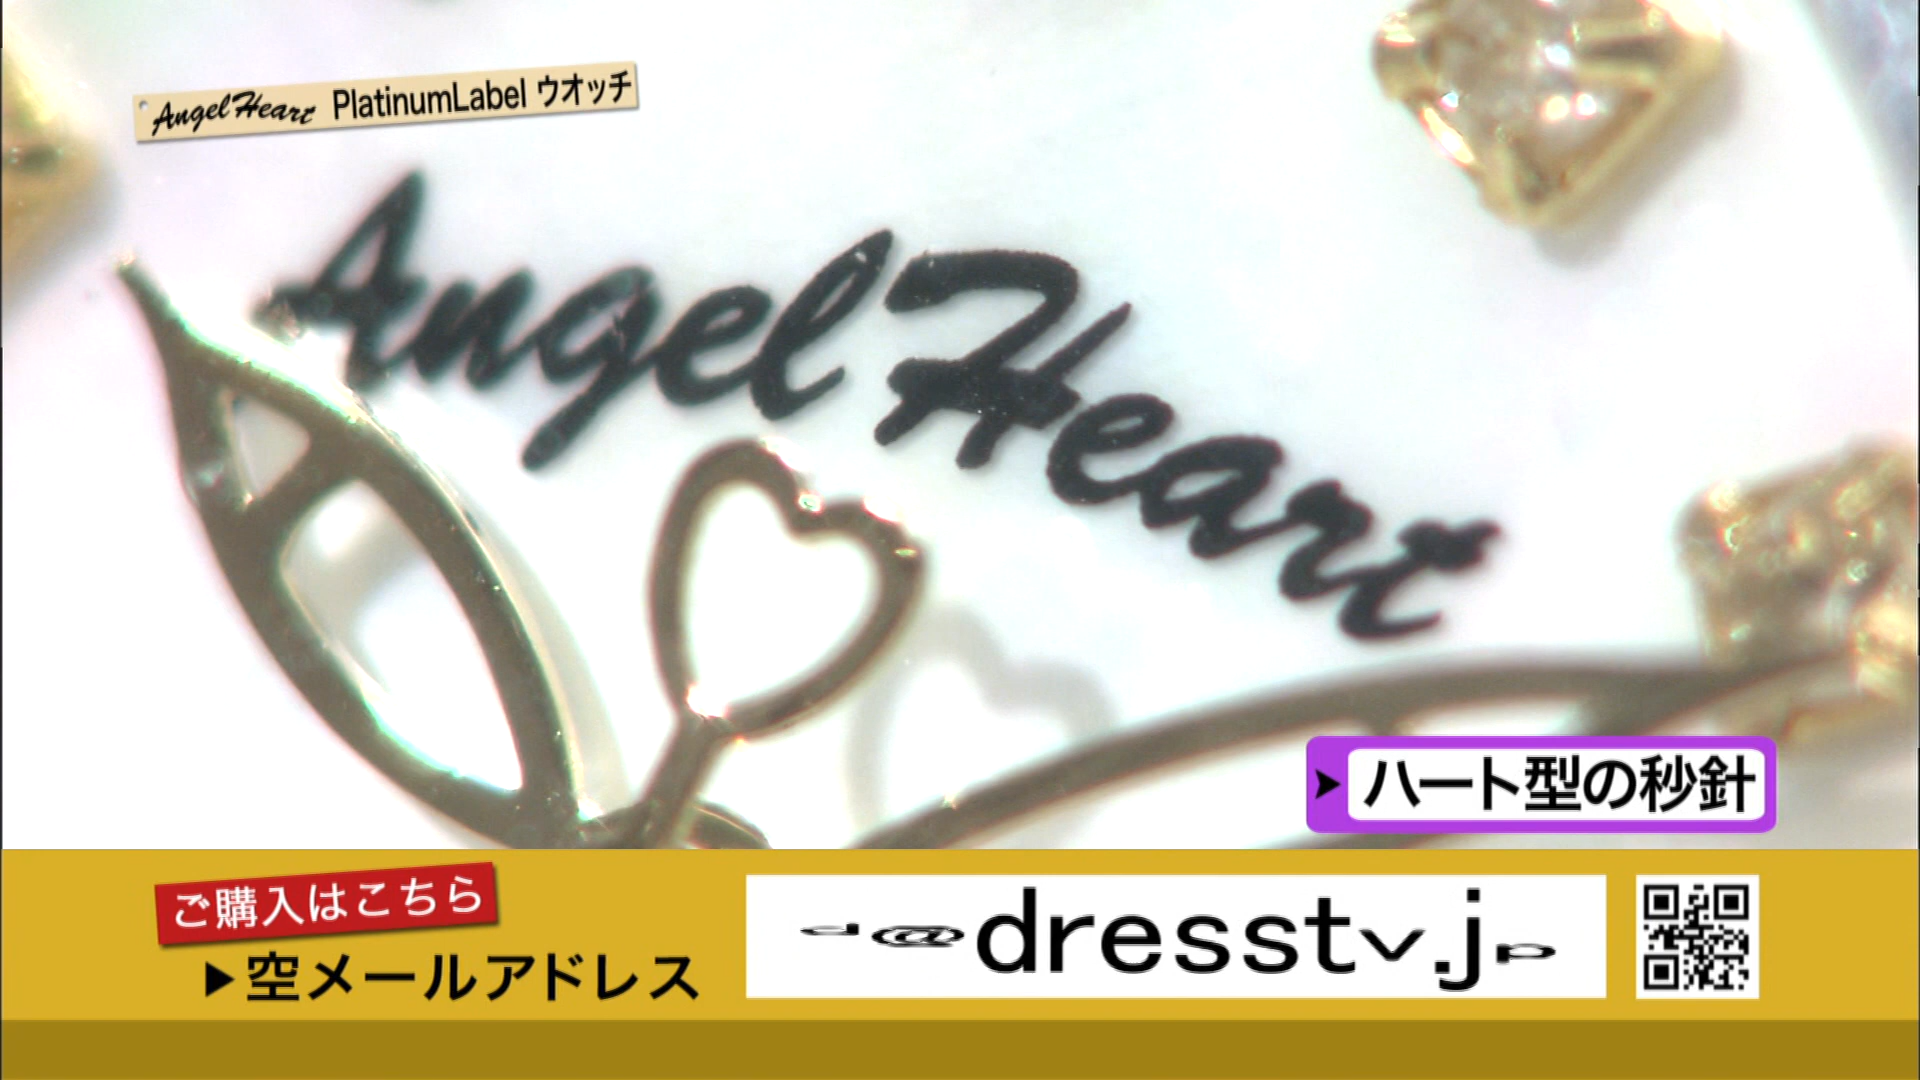 Angel Heart PlatinumLabel ウオッチ
Angel Heart
ハート型の秒針
ご購入はこちら
▶空メールアドレス
d@dresstv.jp